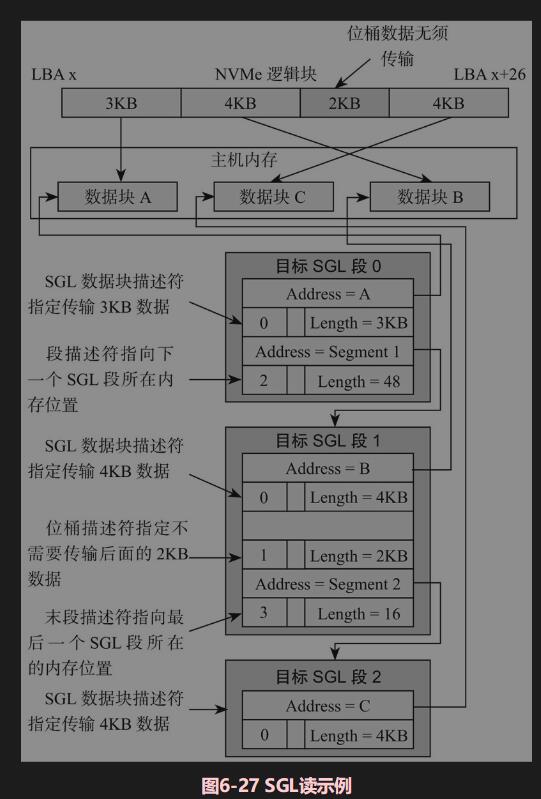 位桶数据无须
传输
LBA x
NVMe 逻辑块
LBA x+26
3KB
4KB
2KB
4KB
主机内存
数据块 A
数据块 C
数据块 B
目标 SGL 段 0
SGL 数据块描述符
指定传输 3KB 数据
Address = A
0
Length = 3KB
段描述符指向下
一个 SGL 段所在内
存位置
Address = Segment 1
2
Length = 48
目标 SGL 段 1
SGL 数据块描述符
指定传输 4KB 数据
Address = B
0
Length = 4KB
位桶描述符指定不
需要传输后面的 2KB
数据
1
Length = 2KB
Address = Segment 2
末段描述符指向最
后一个 SGL 段所在
的内存位置
3
Length = 16
目标 SGL 段 2
SGL 数据块描述符
指定传输 4KB 数据
Address = C
0
Length = 4KB
图6-27 SGL读示例